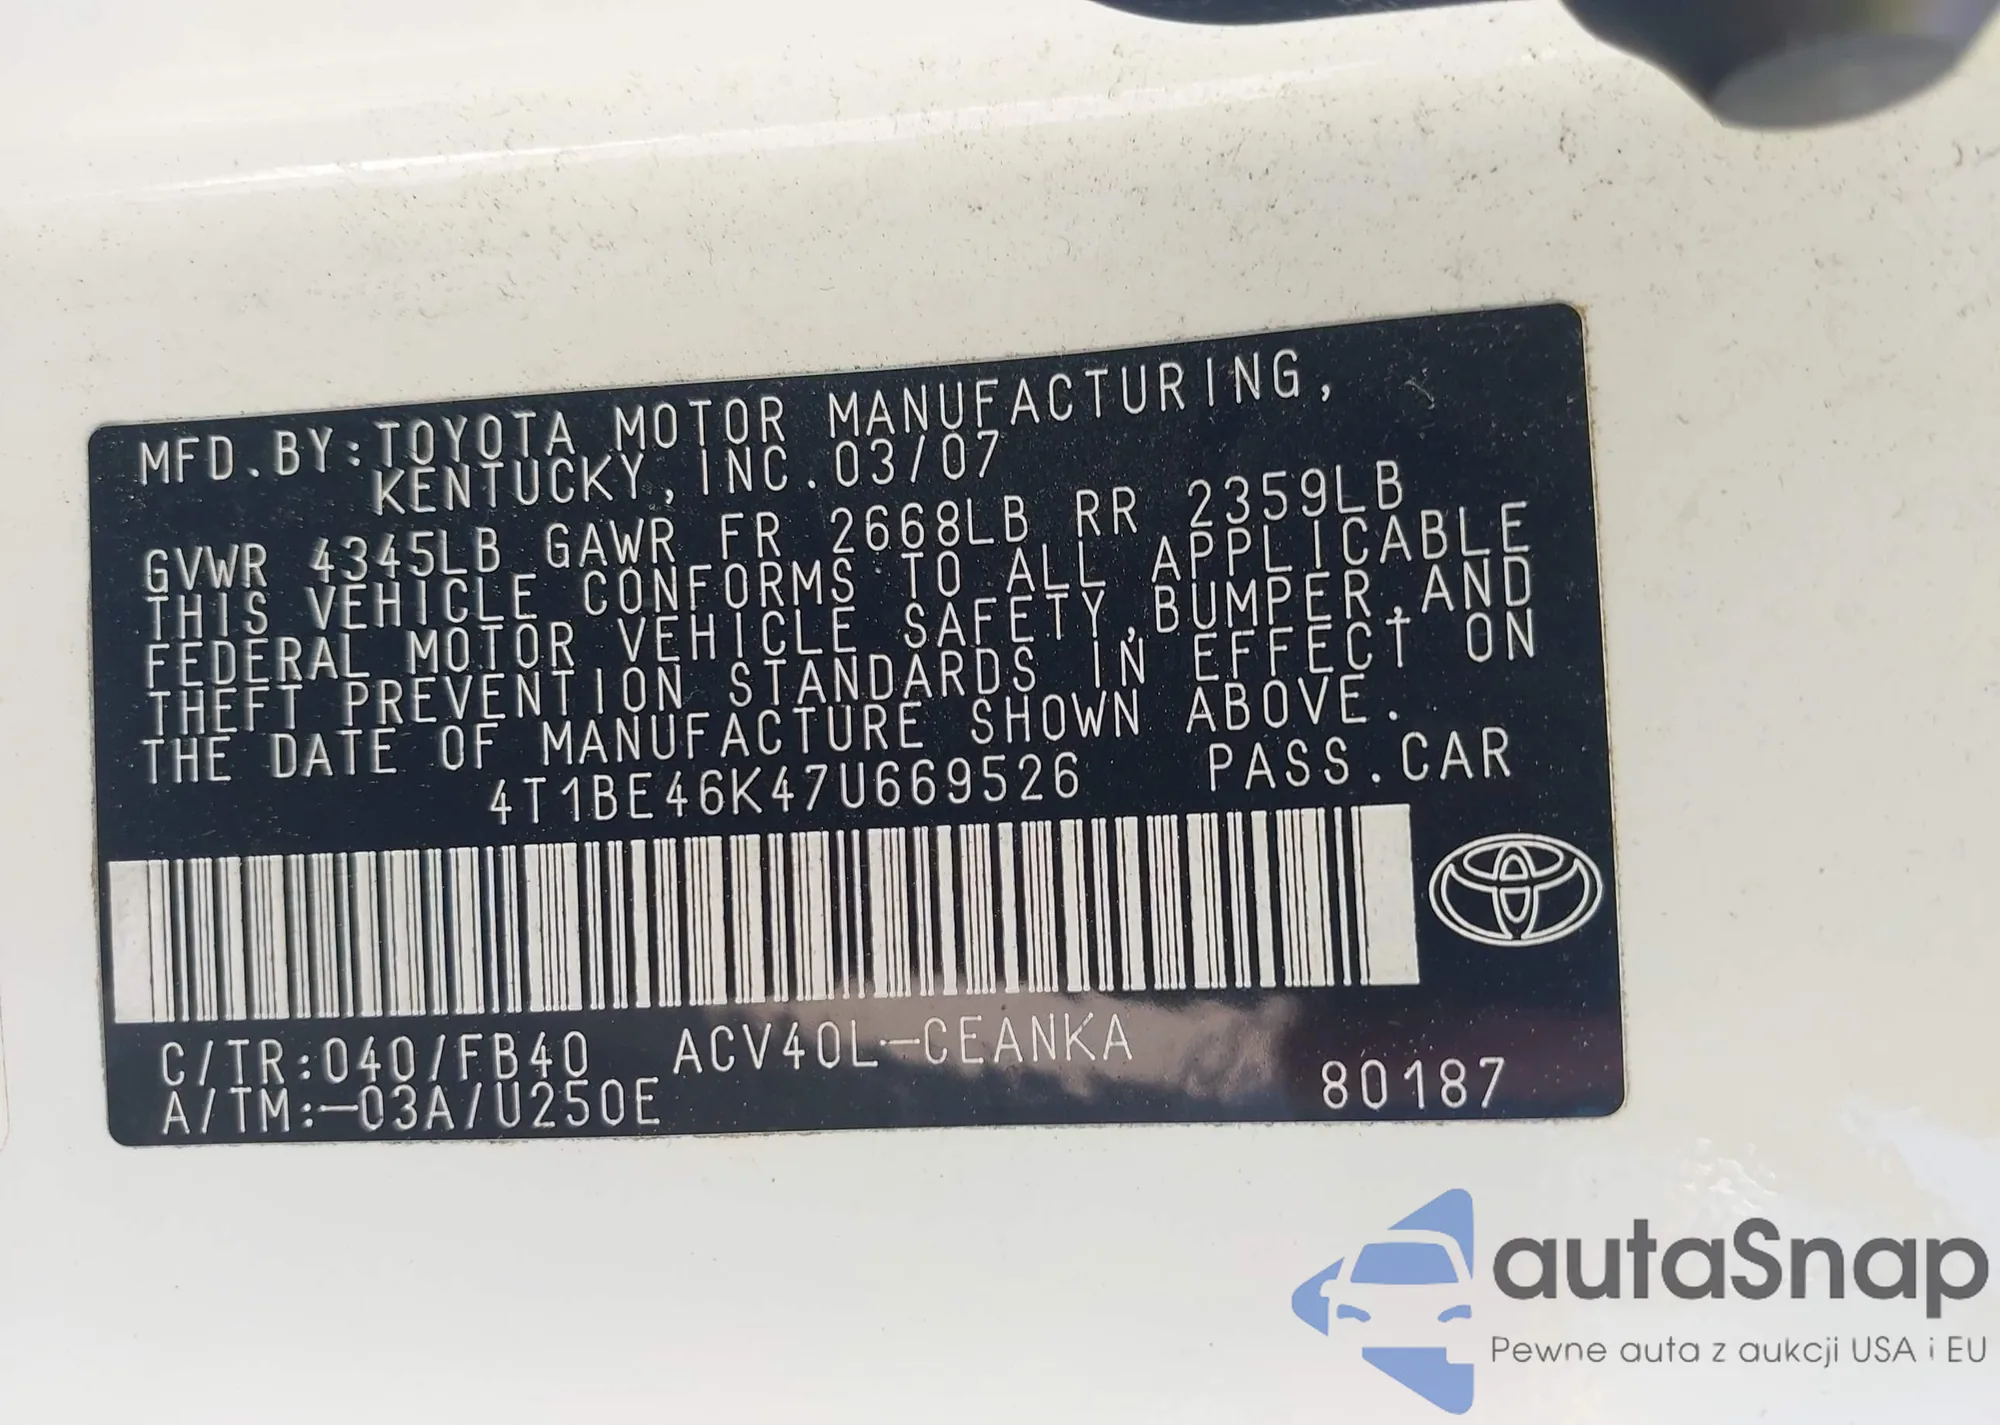 MFD.BY:TOYOTA MOTOR MANUFACTURING,
KENTUCKY, INC.03/07
GVWR 4345LB GAWR FR 2668LB RR 2359LB
THIS VEHICLE CONFORMS TO ALL APPLICABLE
FEDERAL MOTOR VEHICLE SAFETY,BUMPER,AND
THEFT PREVENTION STANDARDS IN EFFECT ON
THE DATE OF MANUFACTURE SHOWN ABOVE.
4T1BE46K47U669526 PASS.CAR
C/TR:040/FB40 ACV40L-CEANKA
A/TM:-03A/U250E 80187
autaSnap
Pewne auta z aukcji USA i EU